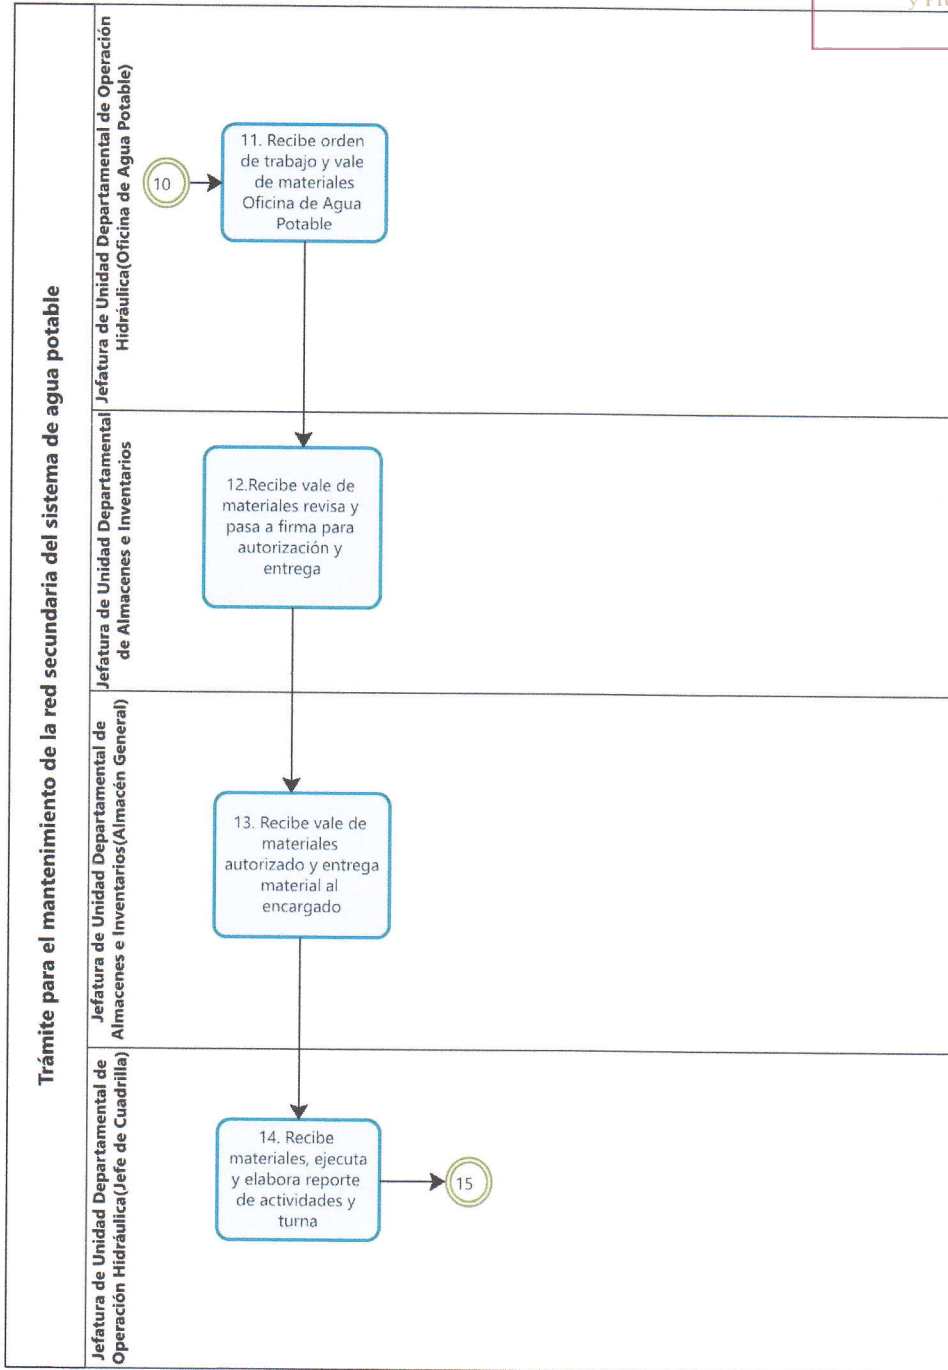 Trámite para el mantenimiento de la red secundaria del sistema de agua potable
Jefatura de Unidad Departamental de Operación
Hidráulica(Oficina de Agua Potable)
10
11. Recibe orden
de trabajo y vale
de materiales
Oficina de Agua
Potable
Jefatura de Unidad Departamental
de Almacenes e Inventarios
12.Recibe vale de
materiales revisa y
pasa a firma para
autorización y
entrega
Jefatura de Unidad Departamental de
Almacenes e Inventarios(Almacén General)
13. Recibe vale de
materiales
autorizado y entrega
material al
encargado
Jefatura de Unidad Departamental de
Operación Hidráulica(Jefe de Cuadrilla)
14. Recibe
materiales, ejecuta
y elabora reporte
de actividades y
turna
15